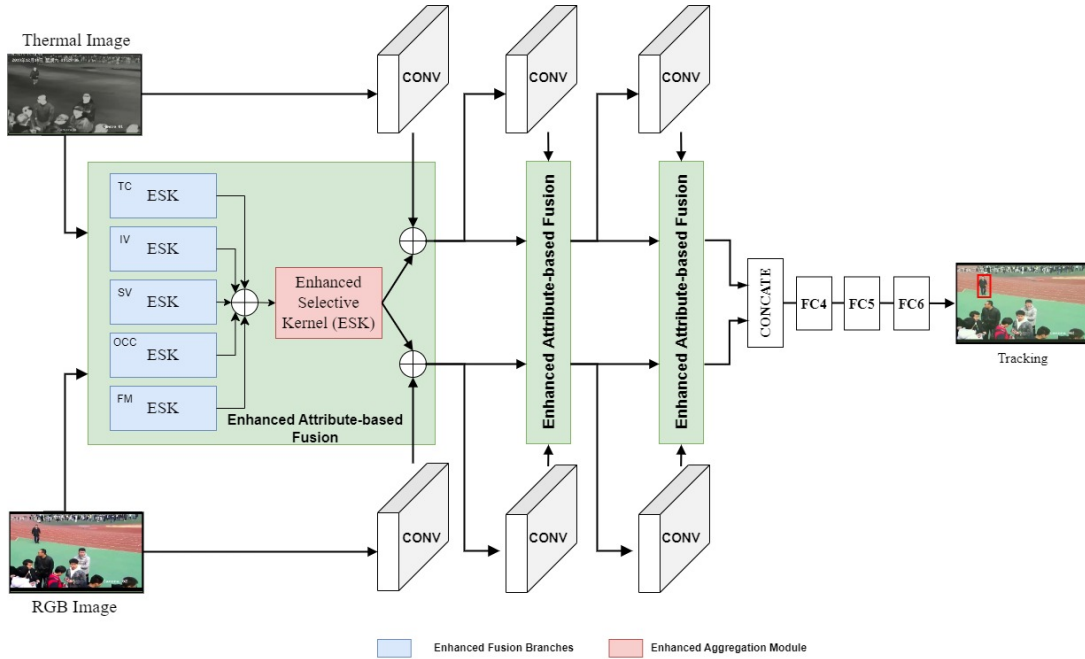 Thermal Image
CONV
CONV
CONV
TC
ESK
IV
ESK
SV
ESK
OCC
ESK
FM
ESK
Enhanced
Selective
Kernel (ESK)
Enhanced Attribute-based
Fusion
Enhanced Attribute-based Fusion
Enhanced Attribute-based Fusion
CONCATE
FC4
FC5
FC6
Tracking
CONV
CONV
CONV
RGB Image
Enhanced Fusion Branches
Enhanced Aggregation Module